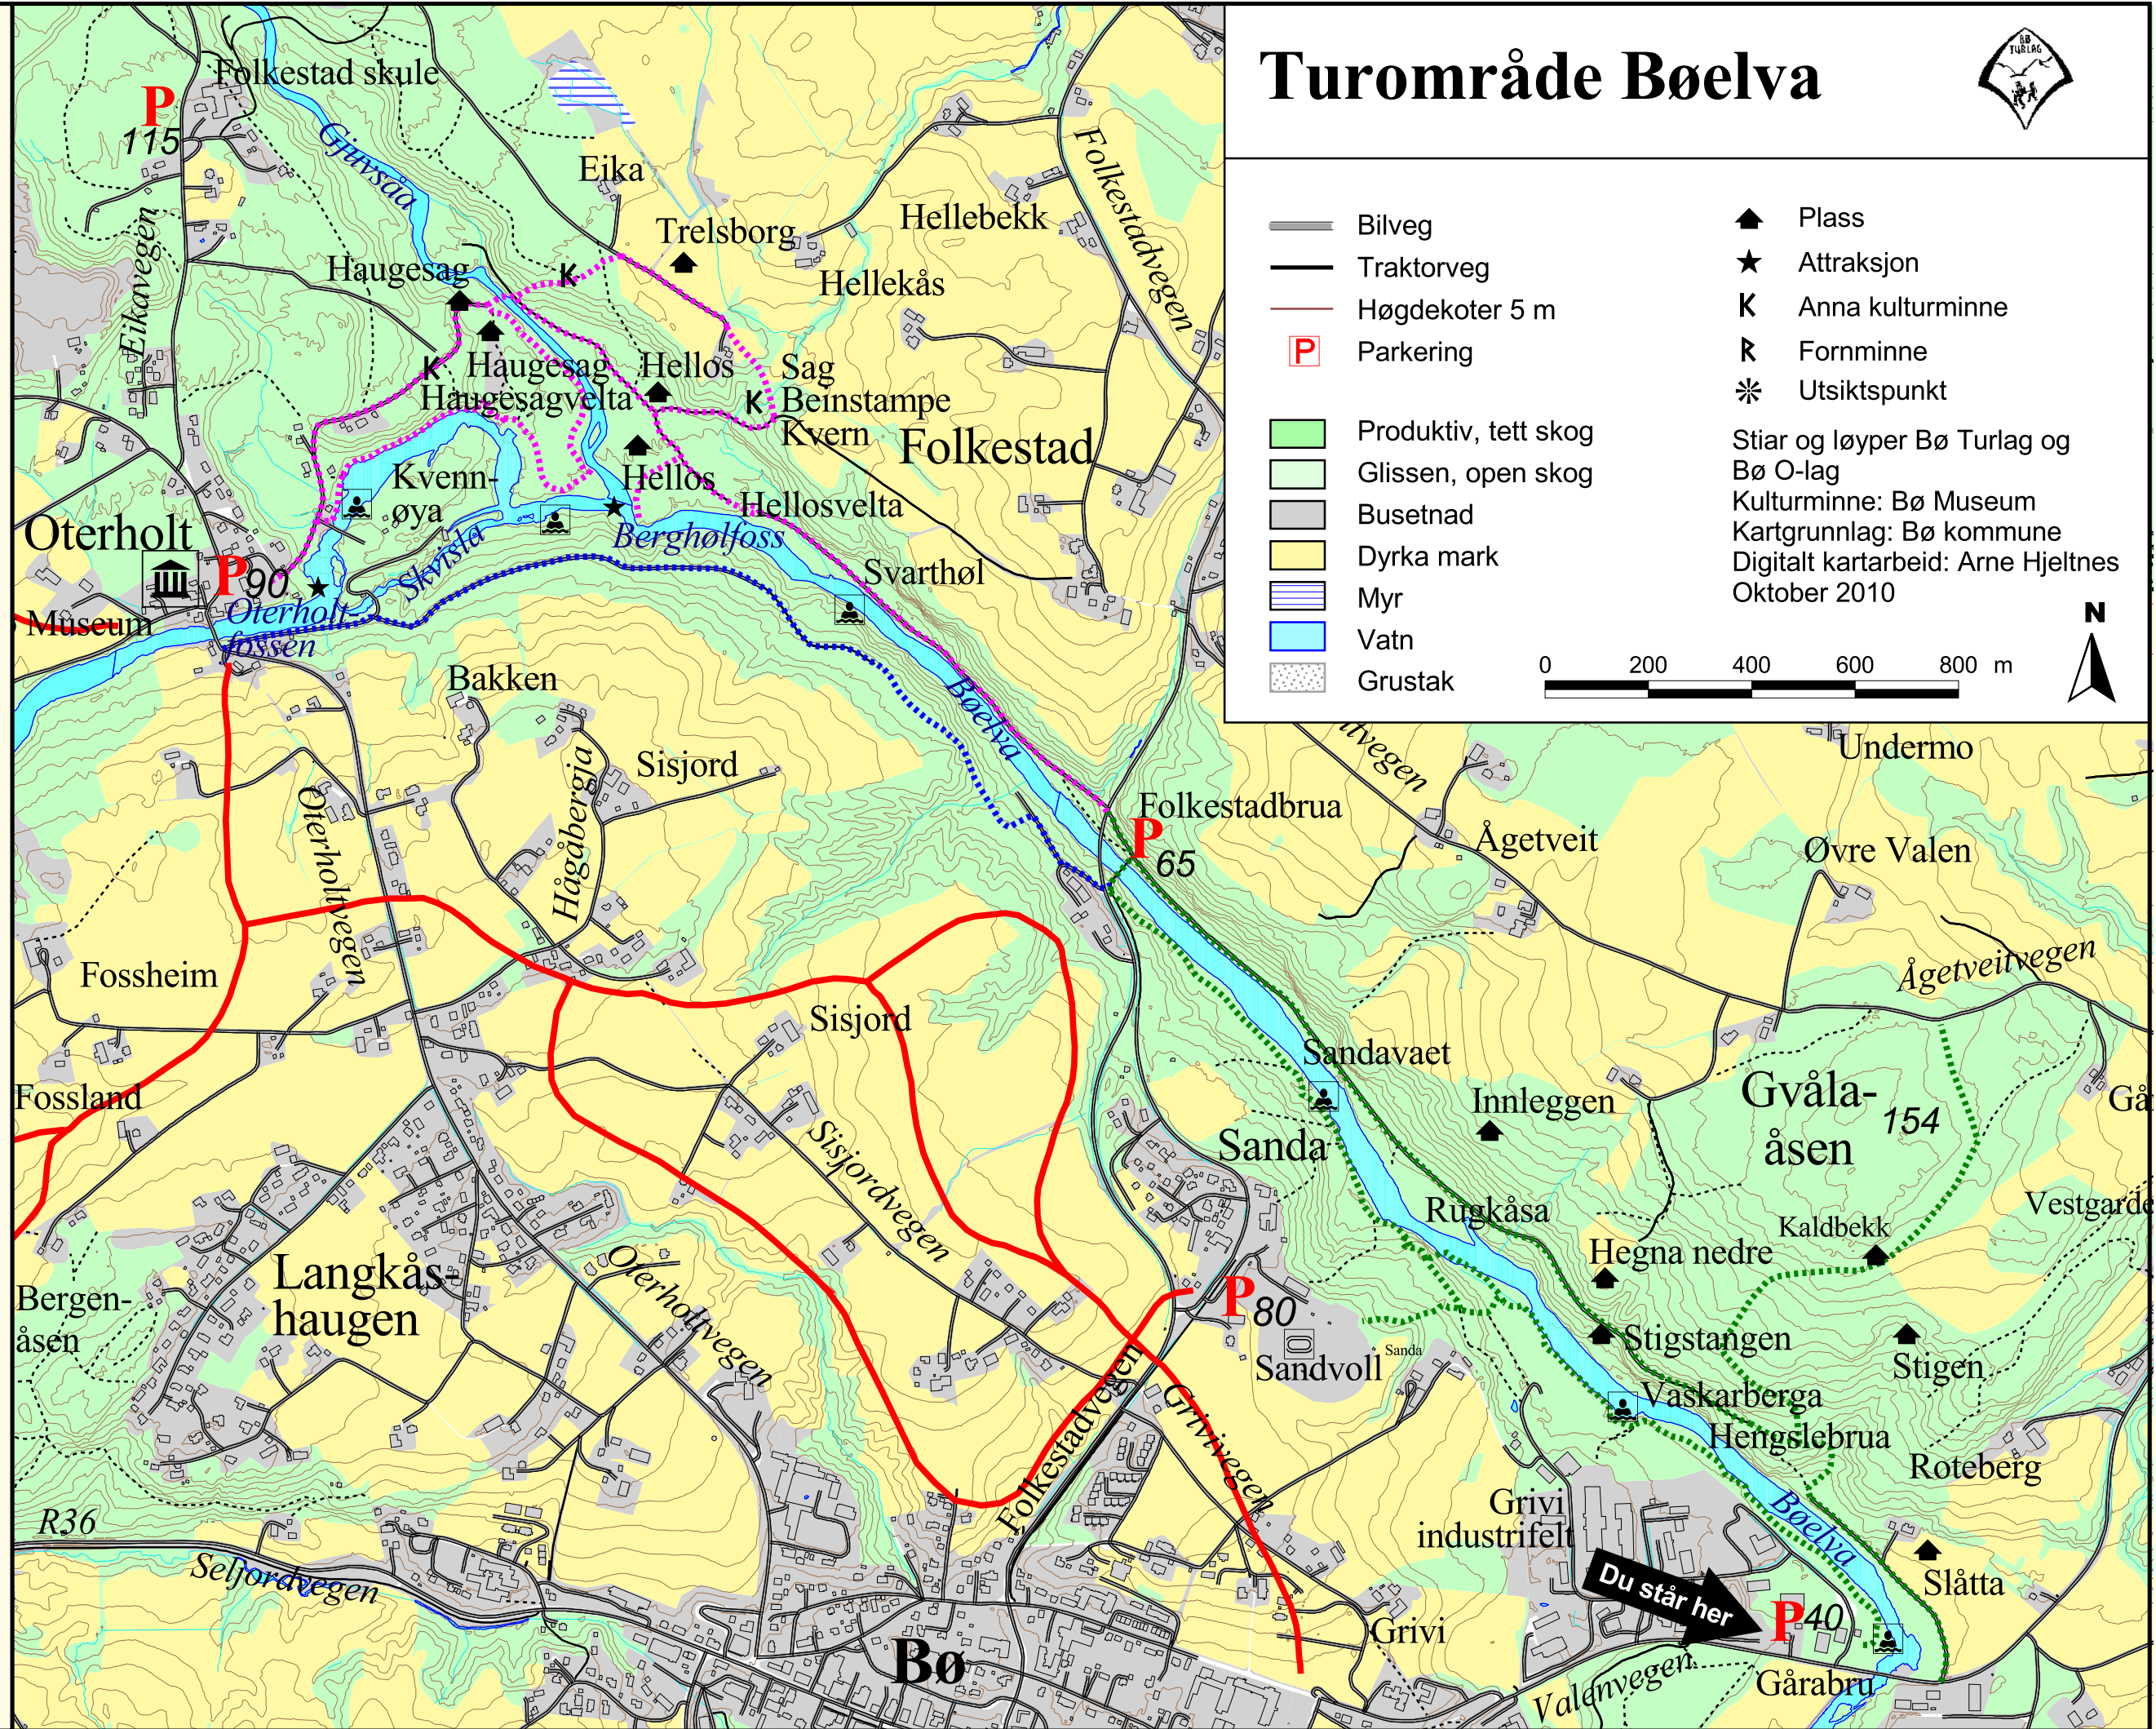 Turområde Bøelva
BØ
TURLAG
Bilveg
Traktorveg
Høgdekoter 5 m
P Parkering
Produktiv, tett skog
Glissen, open skog
Busetnad
Dyrka mark
Myr
Vatn
Grustak
Plass
Attraksjon
K Anna kulturminne
R Fornminne
Utsiktspunkt
Stiar og løyper Bø Turlag og
Bø O-lag
Kulturminne: Bø Museum
Kartgrunnlag: Bø kommune
Digitalt kartarbeid: Arne Hjeltnes
Oktober 2010
N
0 200 400 600 800 m
Folkestad skule
P
115
Gjuvsåa
Eika
Trelsborg
Hellebekk
Folkestadvegen
Hellekås
Eikavegen
Haugesag
K
K
Haugesag
Hellos
Sag
Haugesagvelta
K
Beinstampe
Kvern
Folkestad
Kvenn-
øya
Hellos
Hellosvelta
Oterholt
Skvisla
Berghølfoss
Svarthøl
P
90
Museum
Oterholt
fossen
Bakken
Bøelva
Sisjord
Hågåbergja
Oterholtvegen
Folkestadbrua
P
65
itvegen
Undermo
Ågetveit
Øvre Valen
Ågetveitvegen
Fossheim
Sisjord
Sandavaet
Fossland
Innleggen
Gvåla-
åsen
154
Gå
Sanda
Sisjordvegen
Rugkåsa
Kaldbekk
Vestgarde
Hegna nedre
Langkås-
haugen
Bergen-
åsen
Oterholtvegen
P
80
Stigstangen
Sandvoll
Sanda
Stigen
Folkestadvegen
Grivivegen
Vaskarberga
Hengslebrua
Roteberg
R36
Grivi
industrifelt
Bøelva
Seljordvegen
Du står her
Slåtta
P
40
Bø
Grivi
Valenvegen
Gårabru